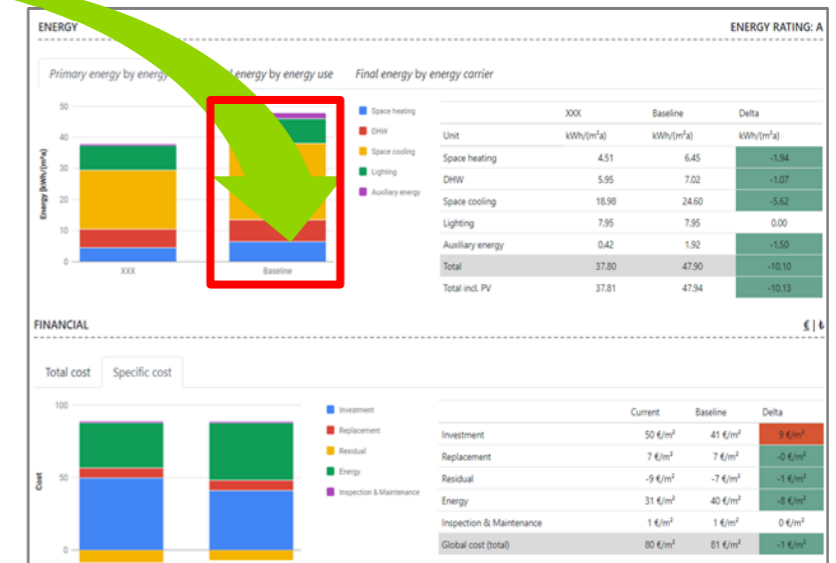 ENERGY ENERGY RATING: A
Primary energy by energy energy by energy use Final energy by energy carrier
50
40
30
20
10
0
Energy [kWh/(m²a)
XXX Baseline
Space heating
DHW
Space cooling
Lighting
Auxiliary energy
XXX Baseline Delta
Unit kWh/(m²a) kWh/(m²a) kWh/(m²a)
Space heating 4.51 6.45 -1.94
DHW 5.95 7.02 -1.07
Space cooling 18.98 24.60 -5.62
Lighting 7.95 7.95 0.00
Auxiliary energy 0.42 1.92 -1.50
Total 37.80 47.90 -10.10
Total incl. PV 37.81 47.94 -10.13
FINANCIAL € | ₺
Total cost Specific cost
100
50
0
Cost
Investment
Replacement
Residual
Energy
Inspection & Maintenance
Current Baseline Delta
Investment 50 €/m² 41 €/m² 9 €/m²
Replacement 7 €/m² 7 €/m² -0 €/m²
Residual -9 €/m² -7 €/m² -1 €/m²
Energy 31 €/m² 40 €/m² -8 €/m²
Inspection & Maintenance 1 €/m² 1 €/m² 0 €/m²
Global cost (total) 80 €/m² 81 €/m² -1 €/m²